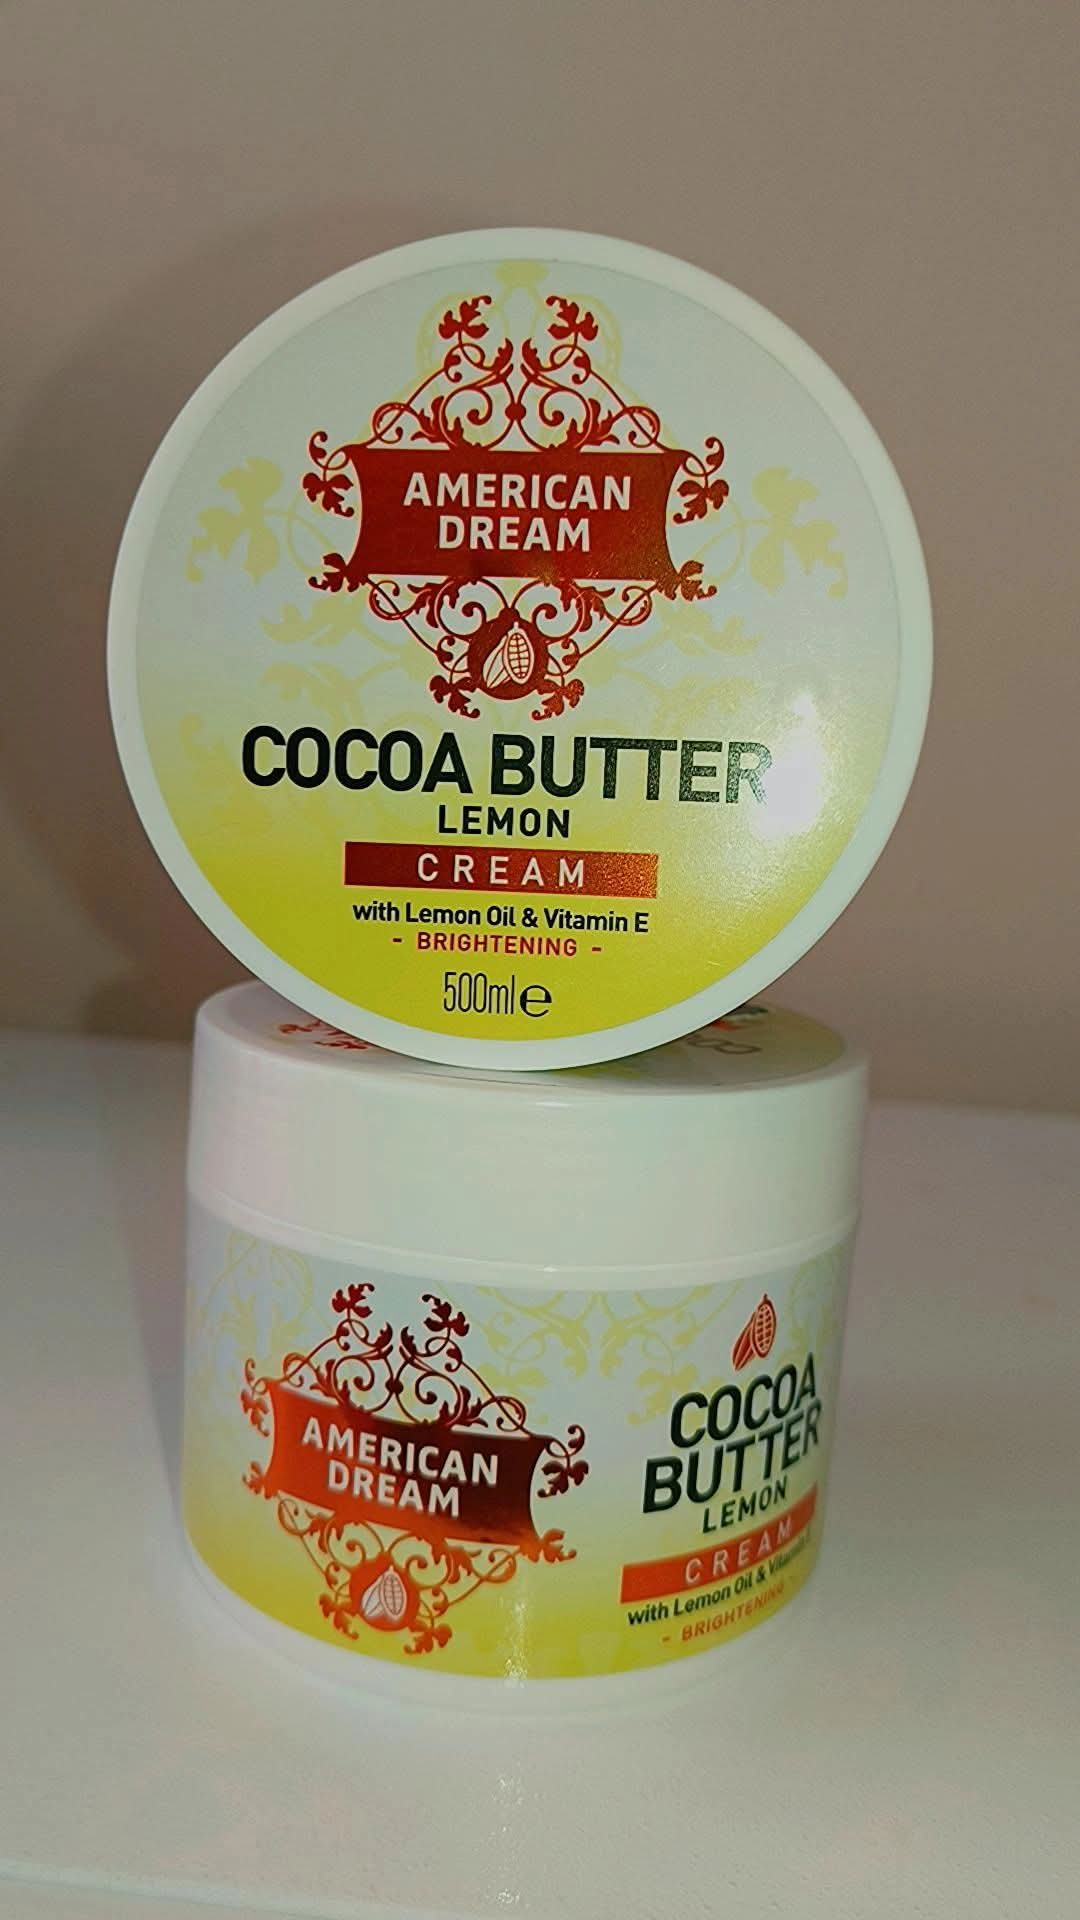 AMERICAN
DREAM
COCOA BUTTER
LEMON
CREAM
with Lemon Oil & Vitamin E
- BRIGHTENING -
500ml e
AMERICAN
DREAM
COCOA
BUTTER
LEMON
CREAM
with Lemon Oil & Vitamin E
- BRIGHTENING -